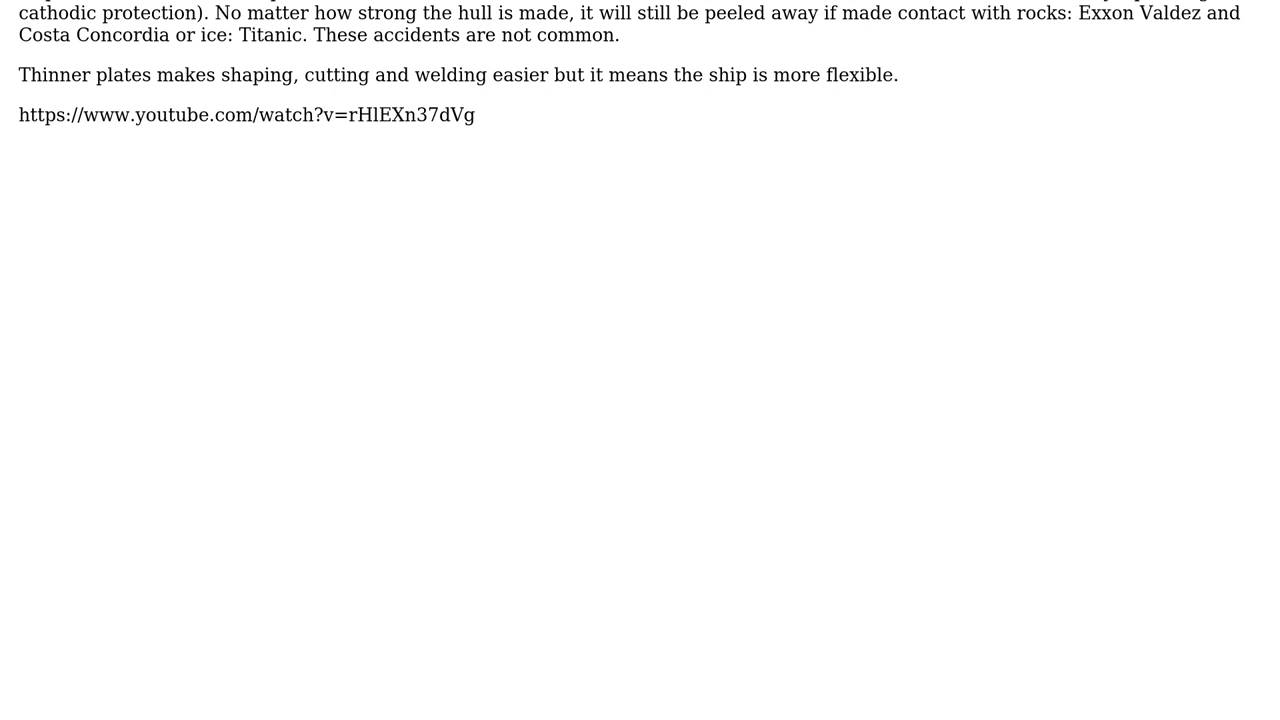 cathodic protection). No matter how strong the hull is made, it will still be peeled away if made contact with rocks: Exxon Valdez and
Costa Concordia or ice: Titanic. These accidents are not common.
Thinner plates makes shaping, cutting and welding easier but it means the ship is more flexible.
https://www.youtube.com/watch?v=rHlEXn37dVg